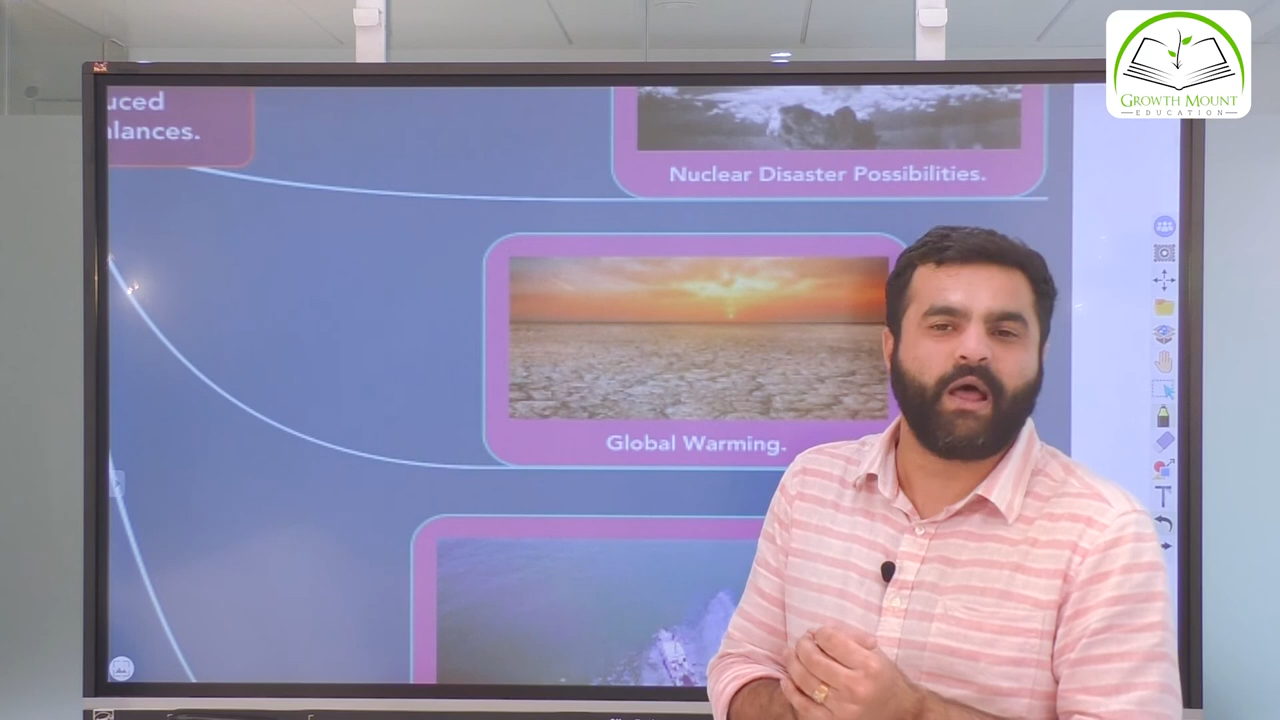 uced
alances.
Nuclear Disaster Possibilities.
Global Warming.
GROWTH MOUNT
EDUCATION